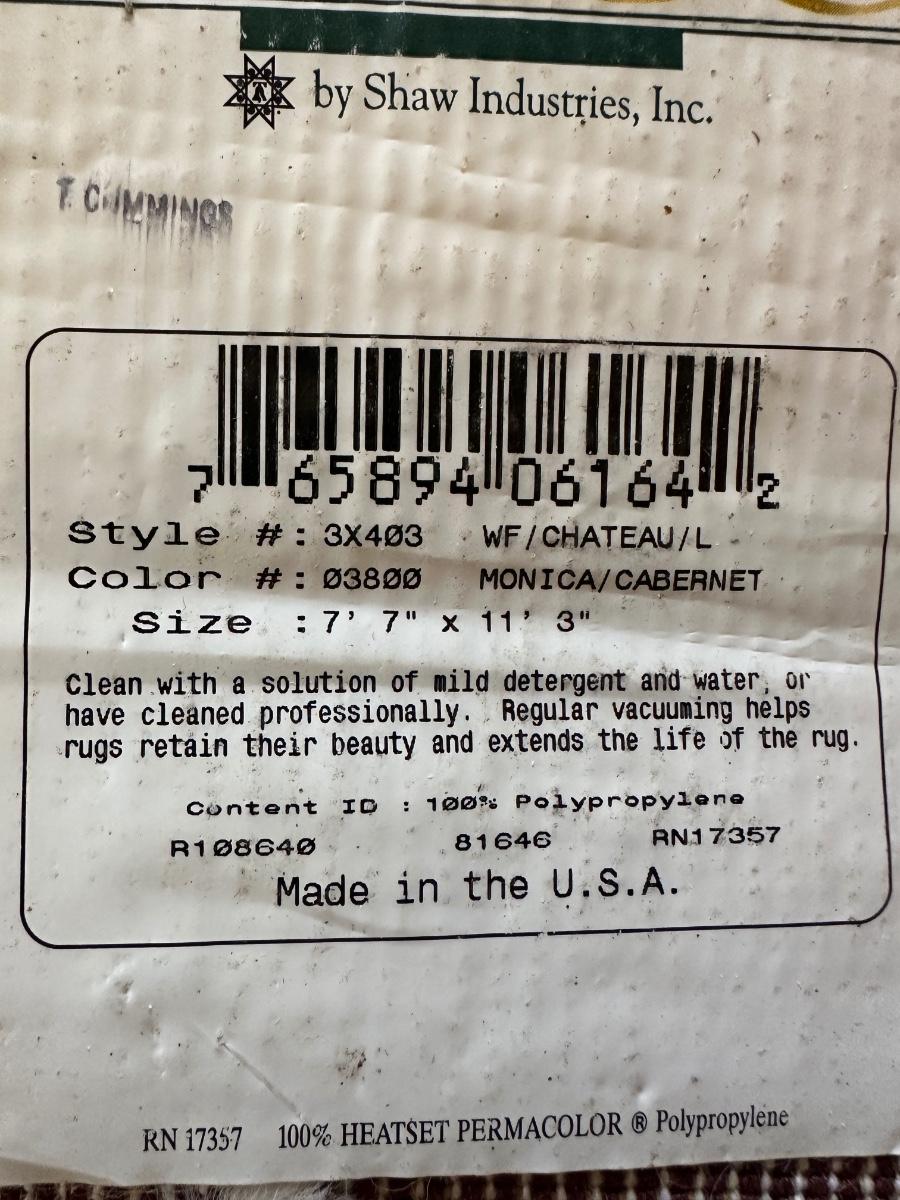 by Shaw Industries, Inc.
T. CUMMINGS
7 65894 06164 2
Style #: 3X403 WF/CHATEAU/L
Color #: 03800 MONICA/CABERNET
Size : 7' 7" x 11' 3"
Clean with a solution of mild detergent and water, or
have cleaned professionally. Regular vacuuming helps
rugs retain their beauty and extends the life of the rug.
Content ID : 100% Polypropylene
R108640 81646 RN17357
Made in the U.S.A.
RN 17357 100% HEATSET PERMACOLOR ® Polypropylene